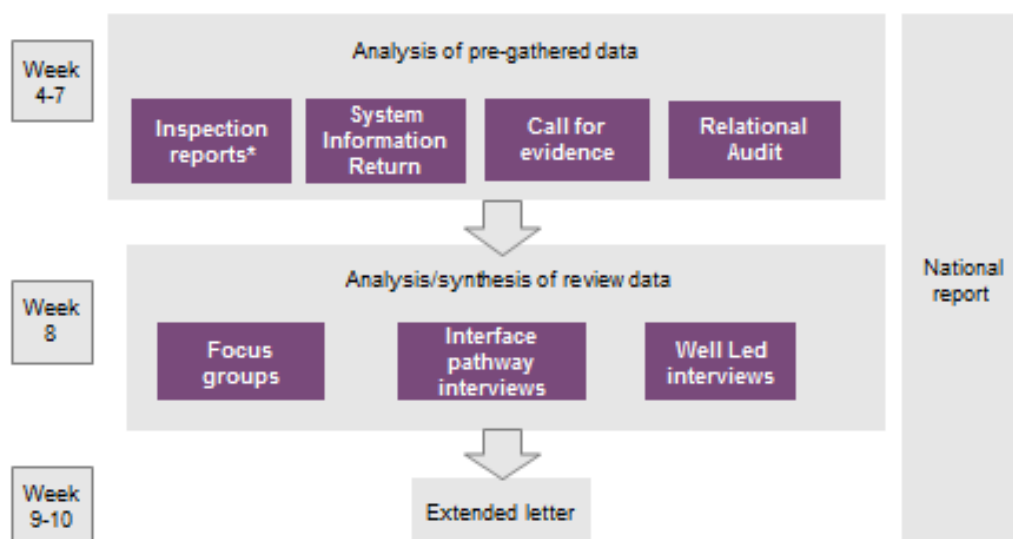 Week
4-7
Analysis of pre-gathered data
Inspection
reports*
System
Information
Return
Call for
evidence
Relational
Audit
Week
8
Analysis/synthesis of review data
Focus
groups
Interface
pathway
interviews
Well Led
interviews
Week
9-10
Extended letter
National
report